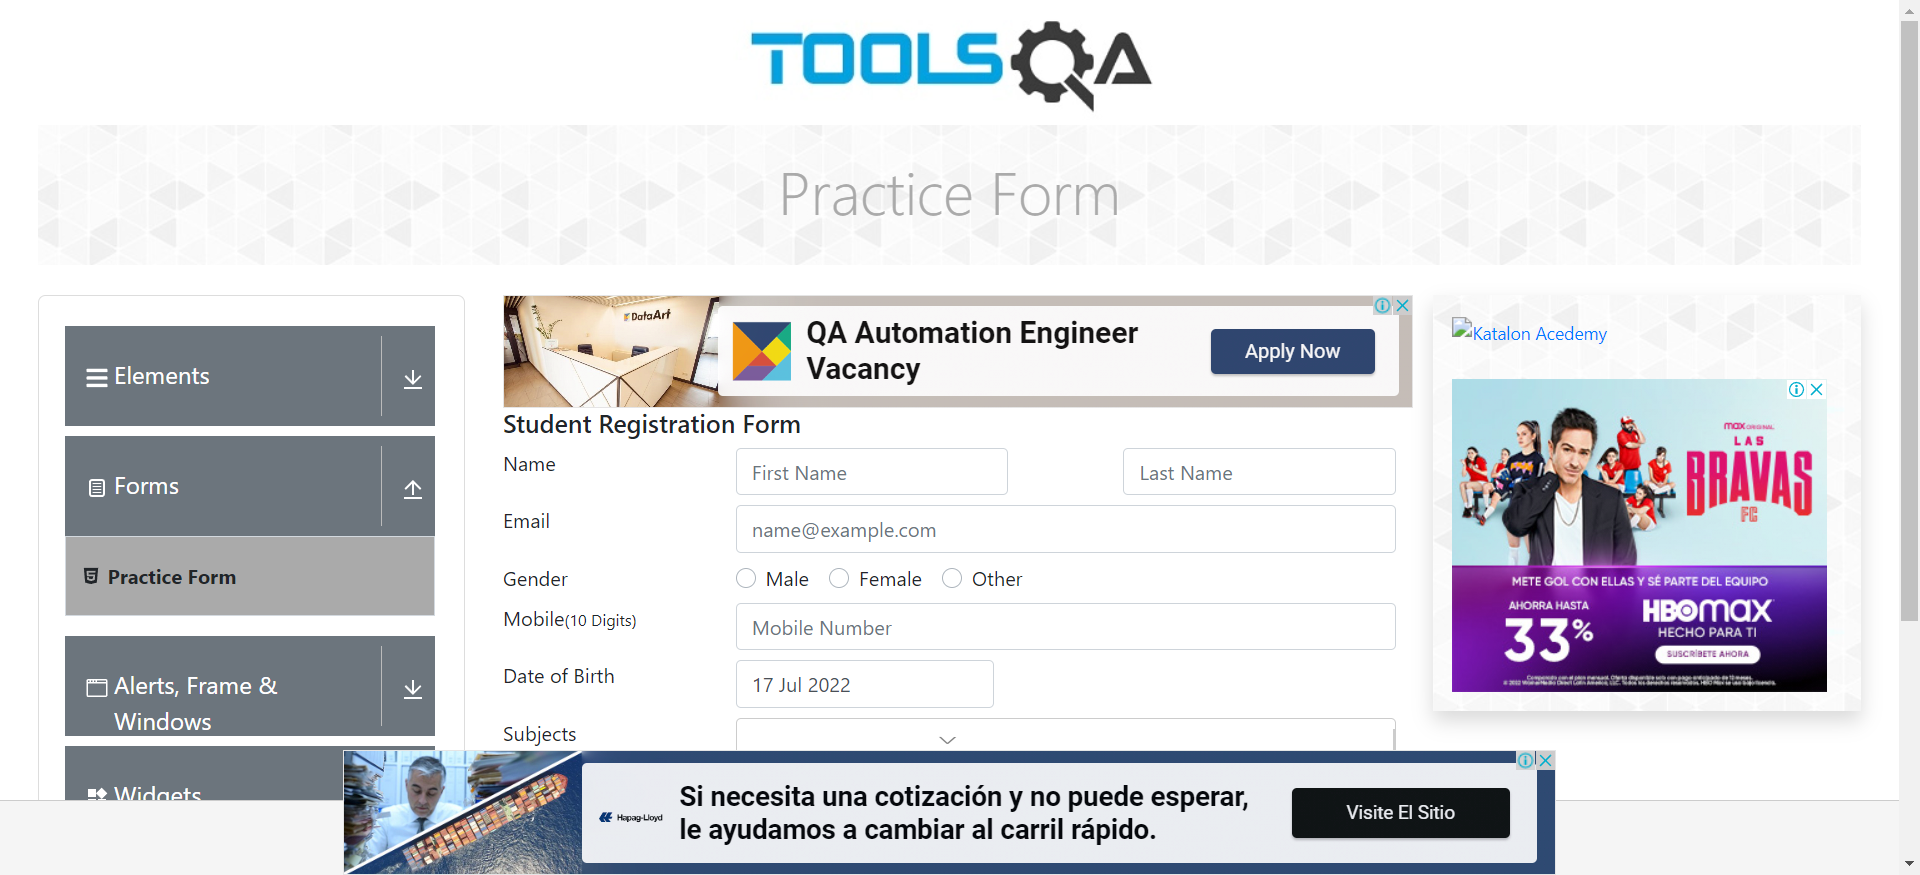 TOOLSQA
Practice Form
Elements
Forms
Practice Form
Alerts, Frame &
Windows
Widgets
DataArt
QA Automation Engineer
Vacancy
Apply Now
Student Registration Form
Name
First Name
Last Name
Email
name@example.com
Gender
Male
Female
Other
Mobile(10 Digits)
Mobile Number
Date of Birth
17 Jul 2022
Subjects
Katalon Acedemy
max ORIGINAL
LAS
BRAVAS
FC
METE GOL CON ELLAS Y SÉ PARTE DEL EQUIPO
AHORRA HASTA
33%
HBOmax
HECHO PARA TI
SUSCRÍBETE AHORA
Hapag-Lloyd
Si necesita una cotización y no puede esperar,
le ayudamos a cambiar al carril rápido.
Visite El Sitio